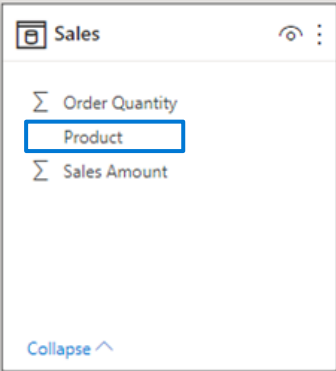 Sales
Σ Order Quantity
Product
Σ Sales Amount
Collapse